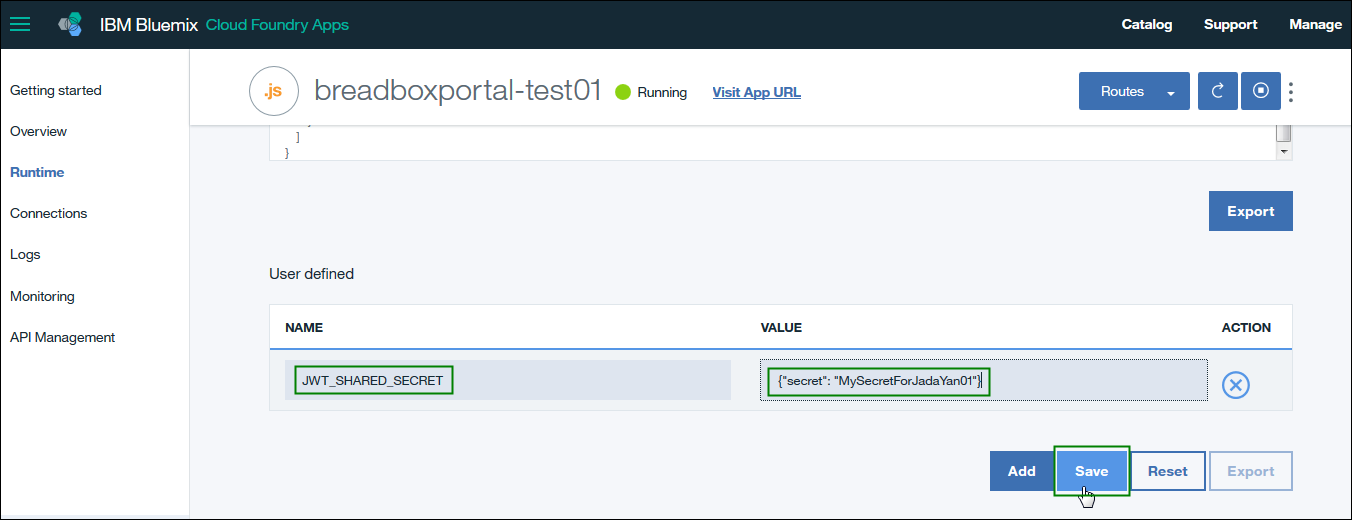 IBM Bluemix Cloud Foundry Apps Catalog Support Manage
Getting started
Overview
Runtime
Connections
Logs
Monitoring
API Management
.js breadboxportal-test01 Running Visit App URL Routes
]
}
Export
User defined
NAME VALUE ACTION
JWT_SHARED_SECRET {"secret": "MySecretForJadaYan01"}
Add Save Reset Export